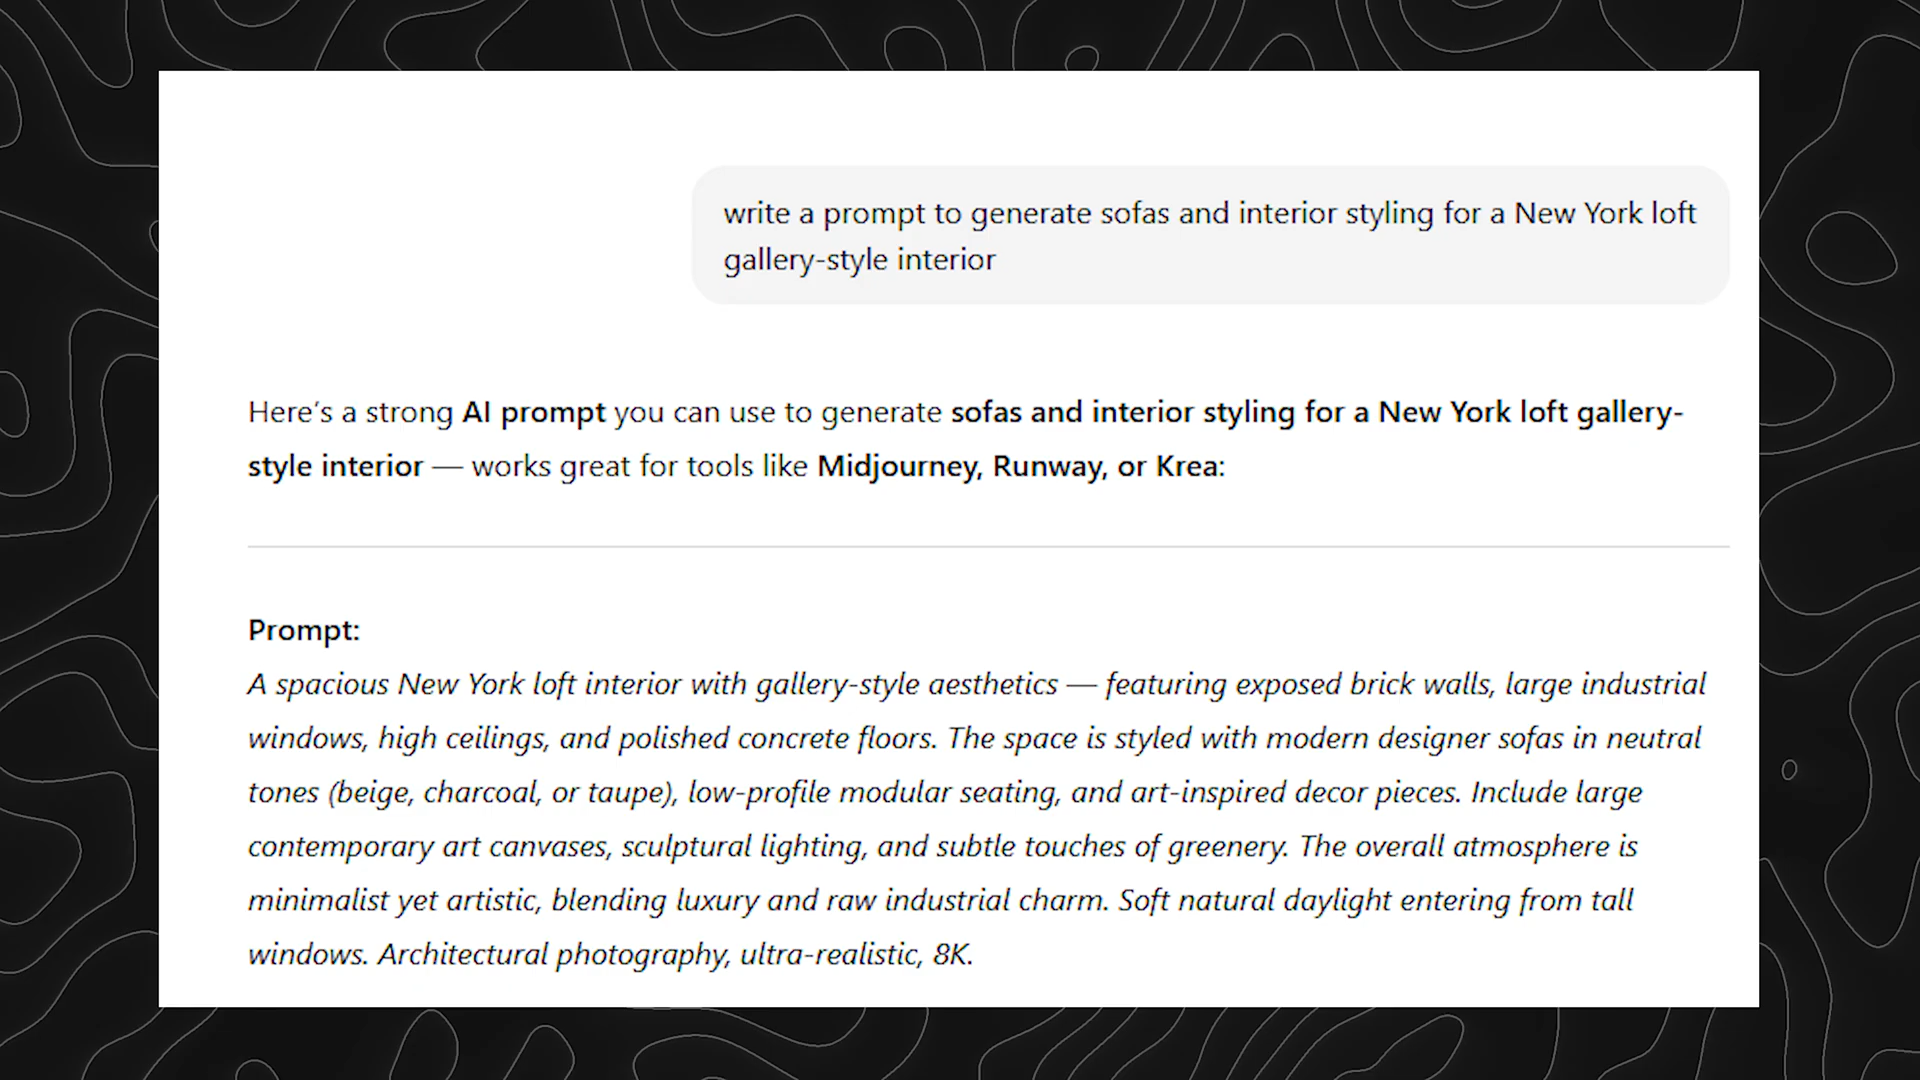 write a prompt to generate sofas and interior styling for a New York loft
gallery-style interior
Here's a strong AI prompt you can use to generate sofas and interior styling for a New York loft gallery-
style interior — works great for tools like Midjourney, Runway, or Krea:
Prompt:
A spacious New York loft interior with gallery-style aesthetics — featuring exposed brick walls, large industrial
windows, high ceilings, and polished concrete floors. The space is styled with modern designer sofas in neutral
tones (beige, charcoal, or taupe), low-profile modular seating, and art-inspired decor pieces. Include large
contemporary art canvases, sculptural lighting, and subtle touches of greenery. The overall atmosphere is
minimalist yet artistic, blending luxury and raw industrial charm. Soft natural daylight entering from tall
windows. Architectural photography, ultra-realistic, 8K.